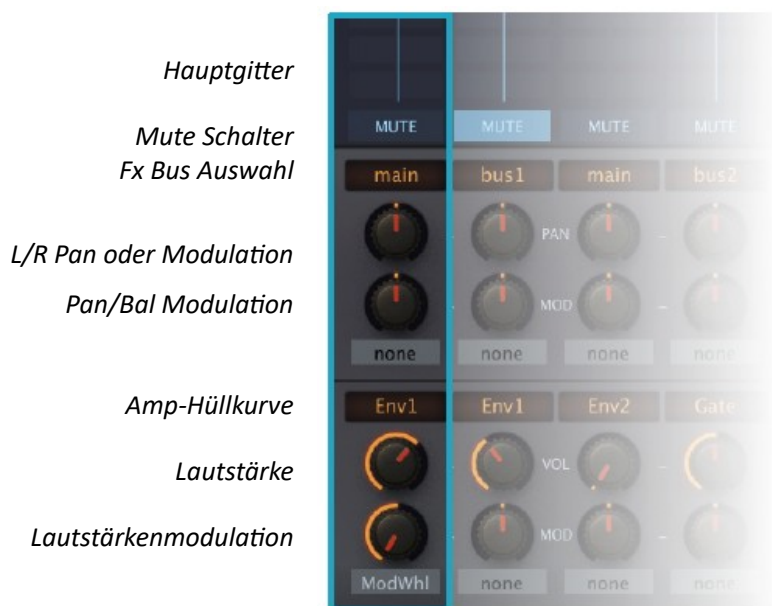 Hauptgitter
Mute Schalter
MUTE MUTE MUTE MUTE
Fx Bus Auswahl
main bus1 main bus2
L/R Pan oder Modulation
PAN
Pan/Bal Modulation
MOD
none none none none
Amp-Hüllkurve
Env1 Env1 Env2 Gate
Lautstärke
VOL
Lautstärkenmodulation
MOD
ModWhl none none none